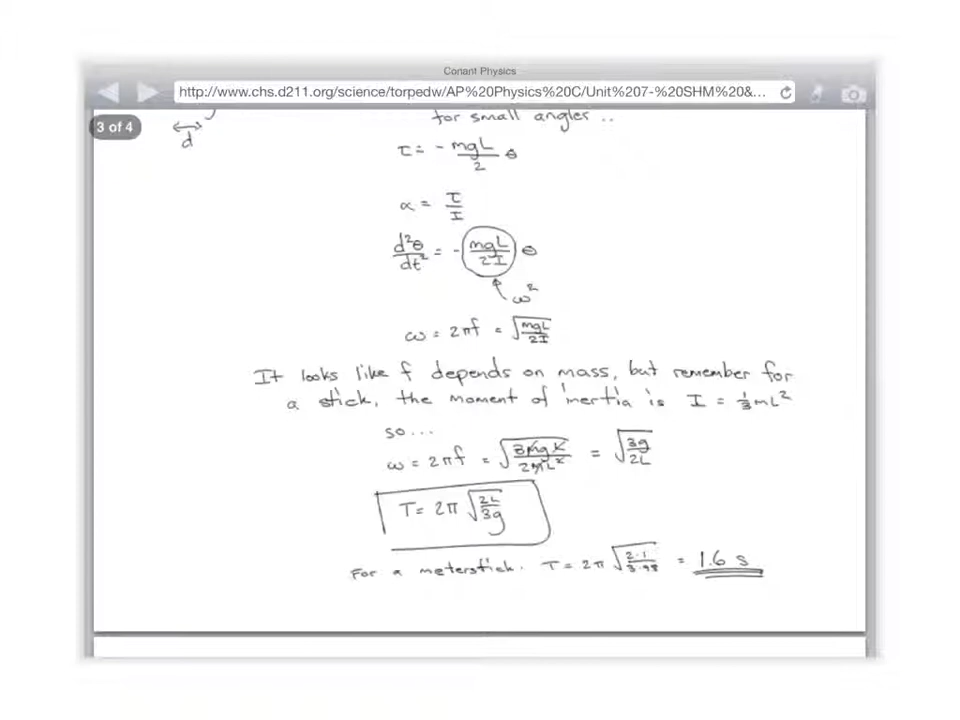 Conant Physics
http://www.chs.d211.org/science/torpedw/AP%20Physics%20C/Unit%207-%20SHM%20&...
3 of 4
d
for small angles ..
τ = - mgL/2 θ
α = τ/I
d²θ/dt² = - mgL/2I θ
ω²
ω = 2πf = √(mgL/2I)
It looks like f depends on mass, but remember for
a stick, the moment of inertia is I = ⅓mL²
so...
ω = 2πf = √(3mgL/2mL²) = √(3g/2L)
T = 2π √(2L/3g)
For a meterstick. T = 2π √(2·1/3·9.8) = 1.6 s